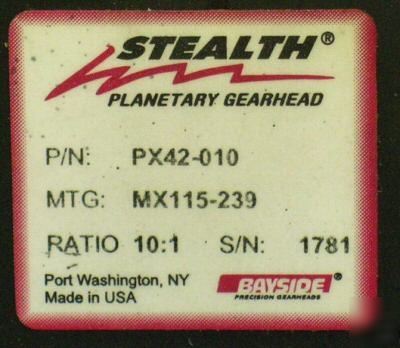 STEALTH®
PLANETARY GEARHEAD
P/N: PX42-010
MTG: MX115-239
RATIO 10:1 S/N: 1781
Port Washington, NY
Made in USA
BAYSIDE®
PRECISION GEARHEADS